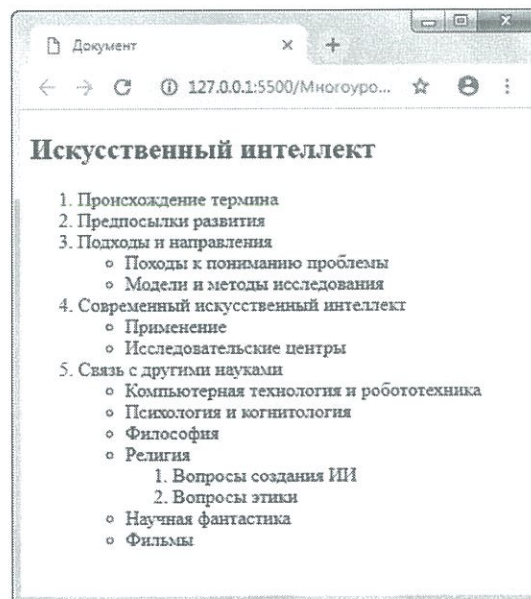 Документ
127.0.0.1:5500/Многоуро...
Искусственный интеллект
1. Происхождение термина
2. Предпосылки развития
3. Подходы и направления
Походы к пониманию проблемы
Модели и методы исследования
4. Современный искусственный интеллект
Применение
Исследовательские центры
5. Связь с другими науками
Компьютерная технология и робототехника
Психология и когнитология
Философия
Религия
1. Вопросы создания ИИ
2. Вопросы этики
Научная фантастика
Фильмы